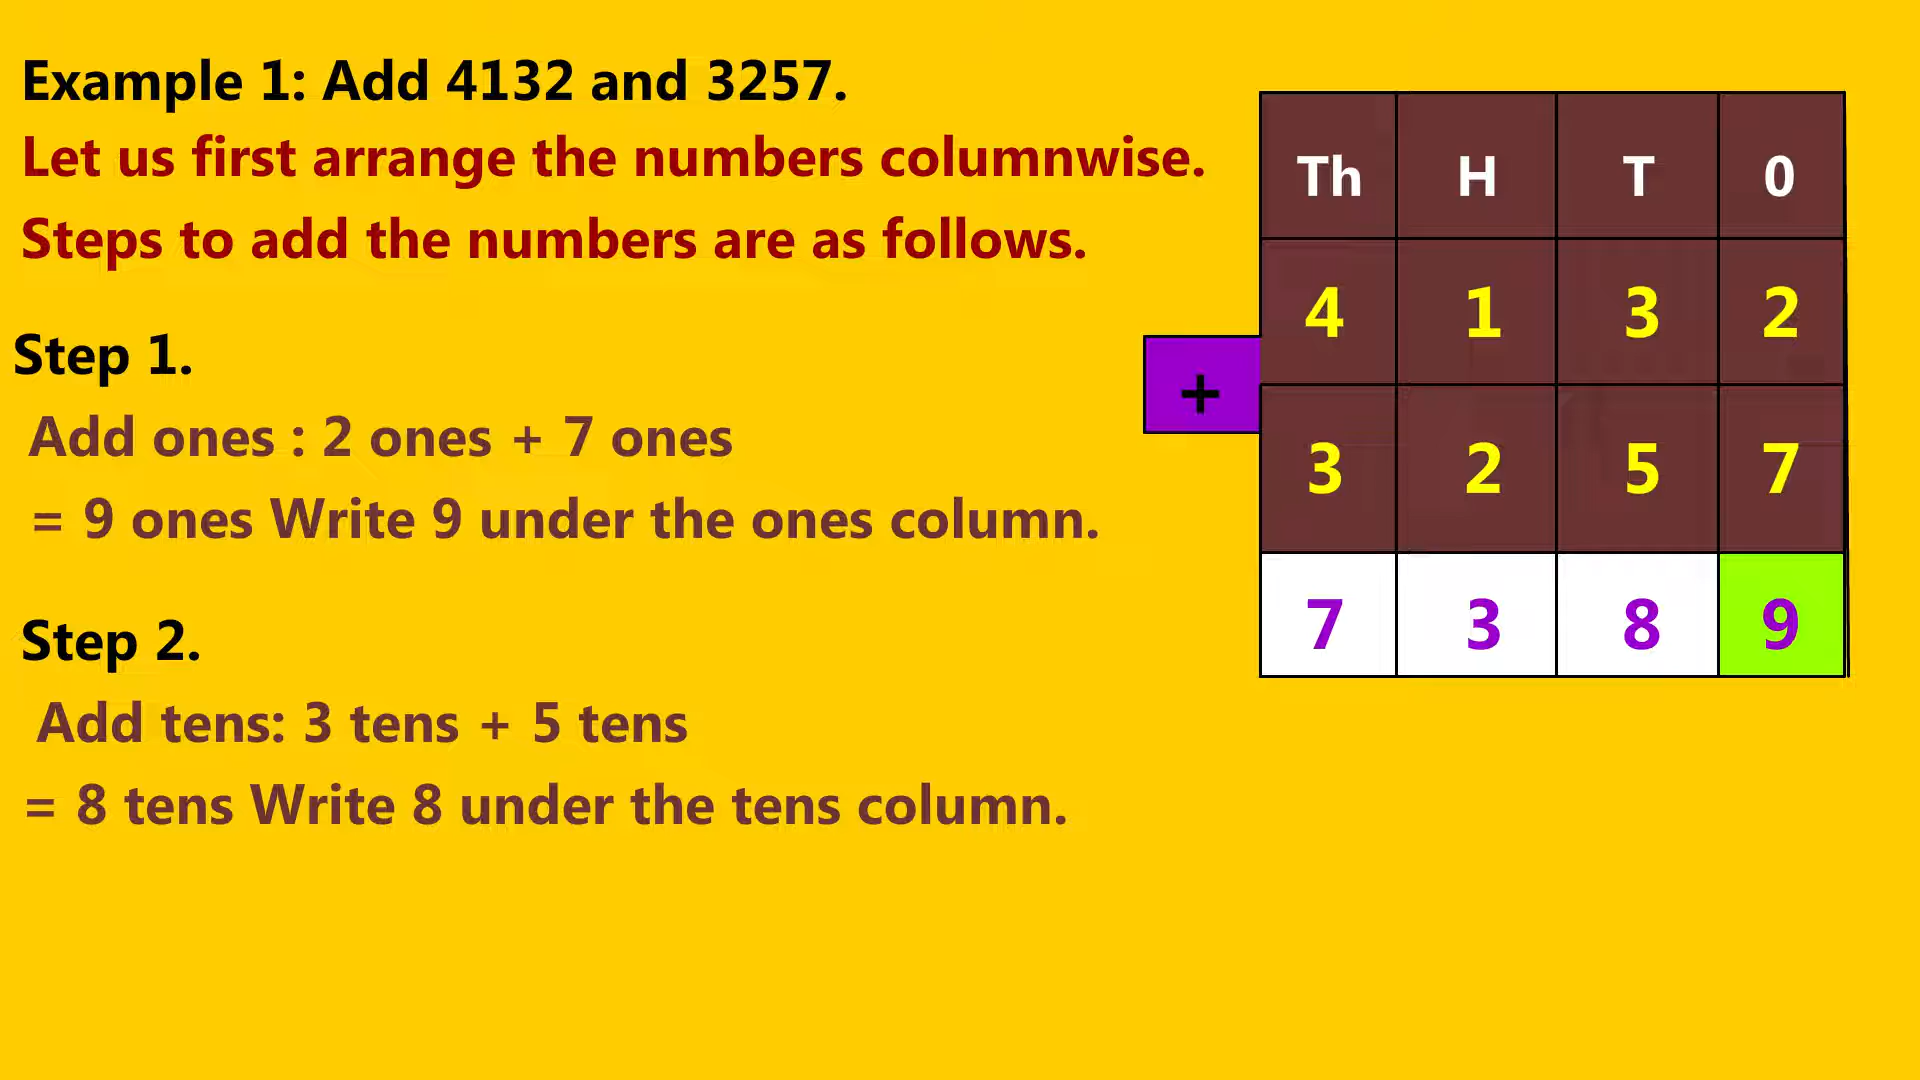 Example 1: Add 4132 and 3257.
Let us first arrange the numbers columnwise.
Steps to add the numbers are as follows.
Step 1.
Add ones : 2 ones + 7 ones
= 9 ones Write 9 under the ones column.
Step 2.
Add tens: 3 tens + 5 tens
= 8 tens Write 8 under the tens column.
Th H T 0
4 1 3 2
+
3 2 5 7
7 3 8 9